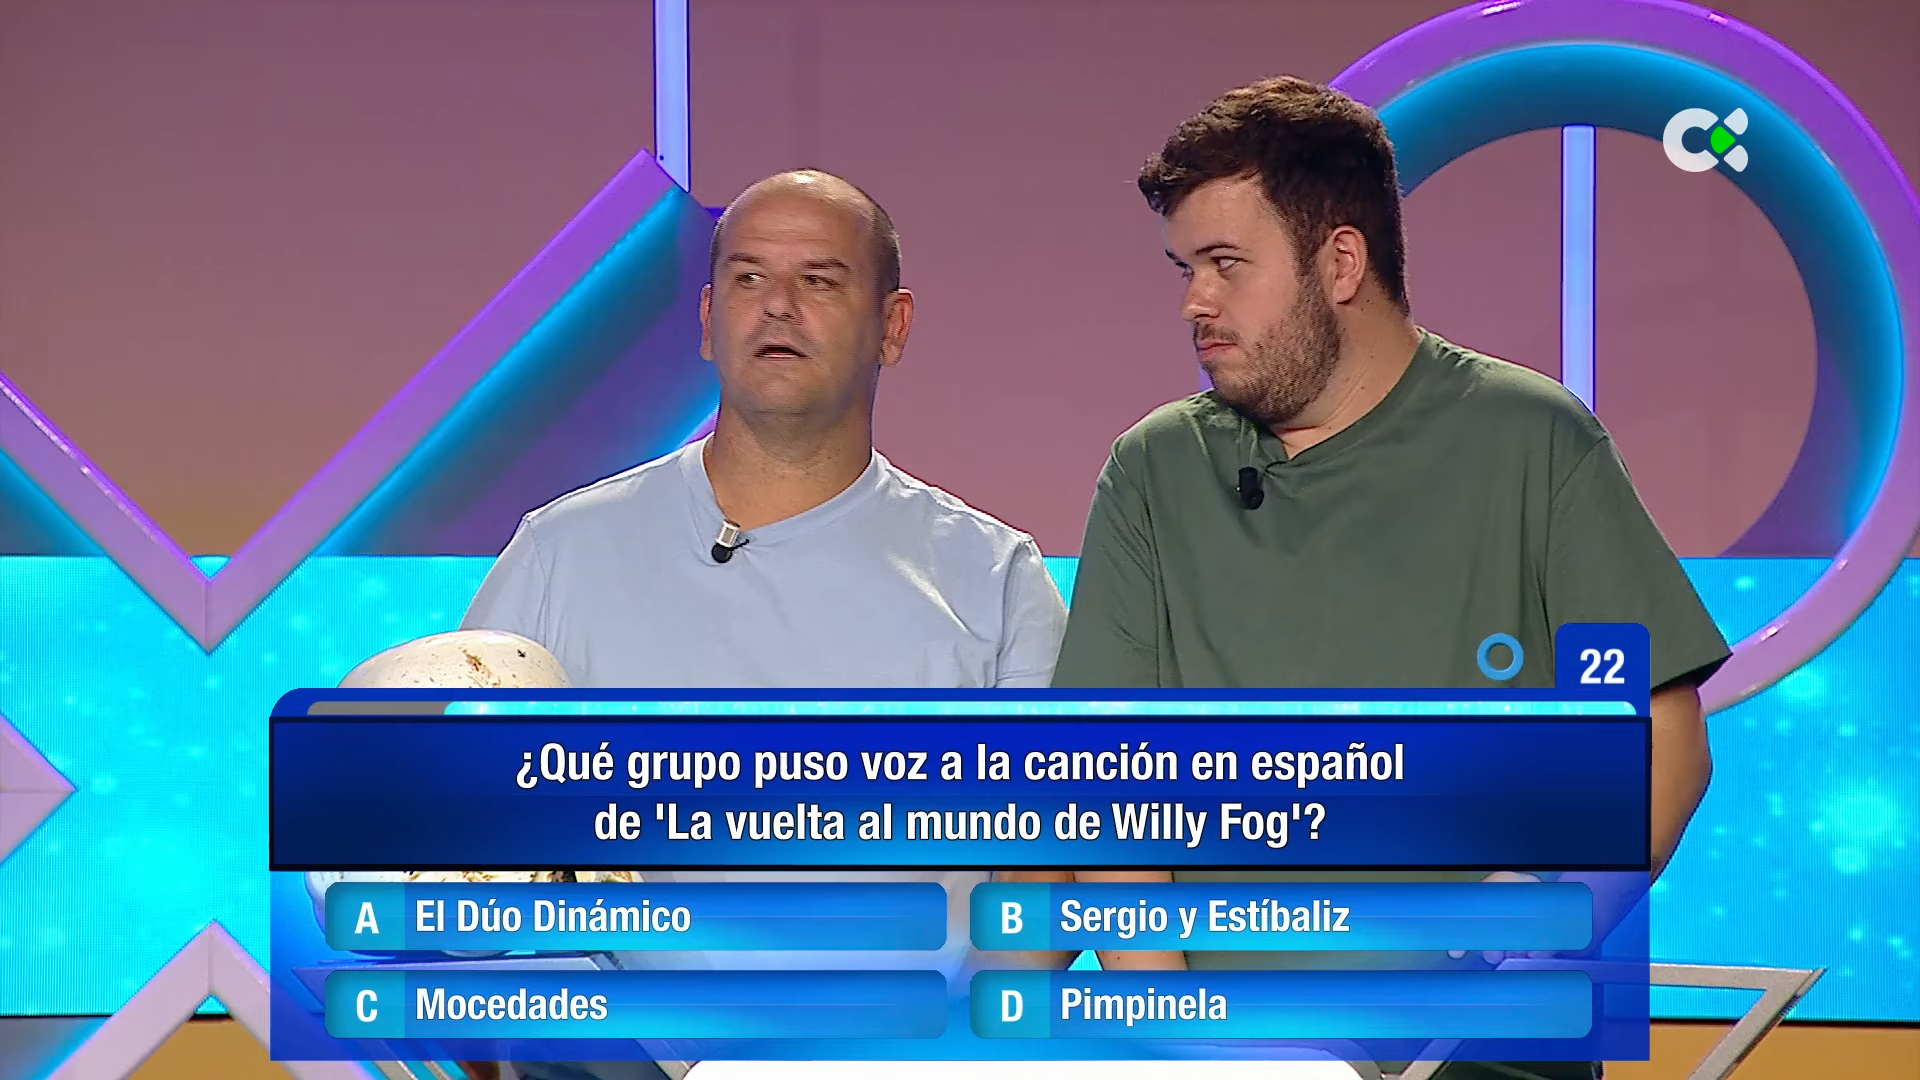 22
¿Qué grupo puso voz a la canción en español
de 'La vuelta al mundo de Willy Fog'?
A El Dúo Dinámico
B Sergio y Estíbaliz
C Mocedades
D Pimpinela